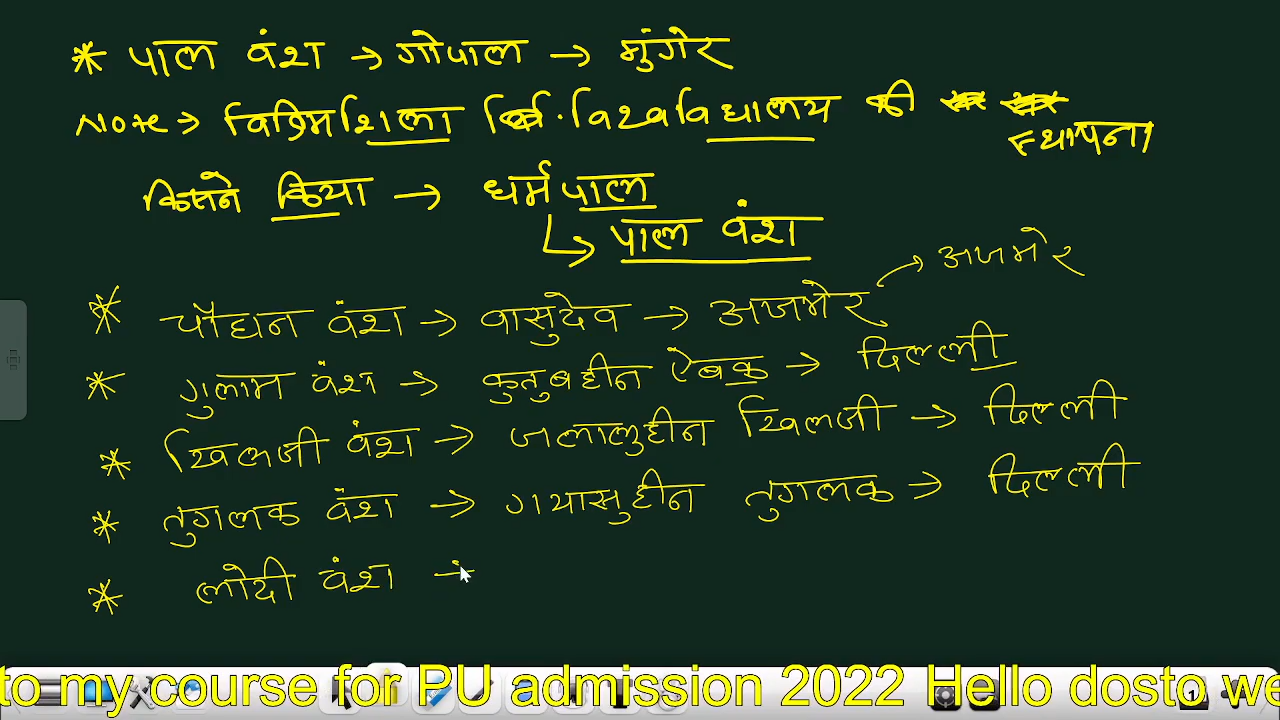 * पाल वंश → गोपाल → मुंगेर
Note → विक्रमशिला विश्वविद्यालय की स्थापना
किसने किया → धर्मपाल
↳ पाल वंश
* चौहान वंश → वासुदेव → अजमेर → अजमेर
* गुलाम वंश → कुतुबद्दीन ऐबक → दिल्ली
* खिलजी वंश → जलालुद्दीन खिलजी → दिल्ली
* तुगलक वंश → गयासुद्दीन तुगलक → दिल्ली
* लोदी वंश →
to my course for PU admission 2022 Hello dosto we